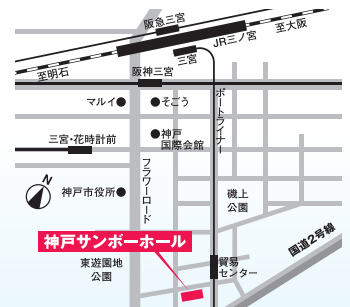 阪急三宮
至大阪
JR三ノ宮
三宮
至明石
阪神三宮
ポートライナー
マルイ
そごう
神戸
国際会館
三宮・花時計前
フラワーロード
N
神戸市役所
磯上
公園
神戸サンボーホール
国道2号線
東遊園地
公園
貿易
センター